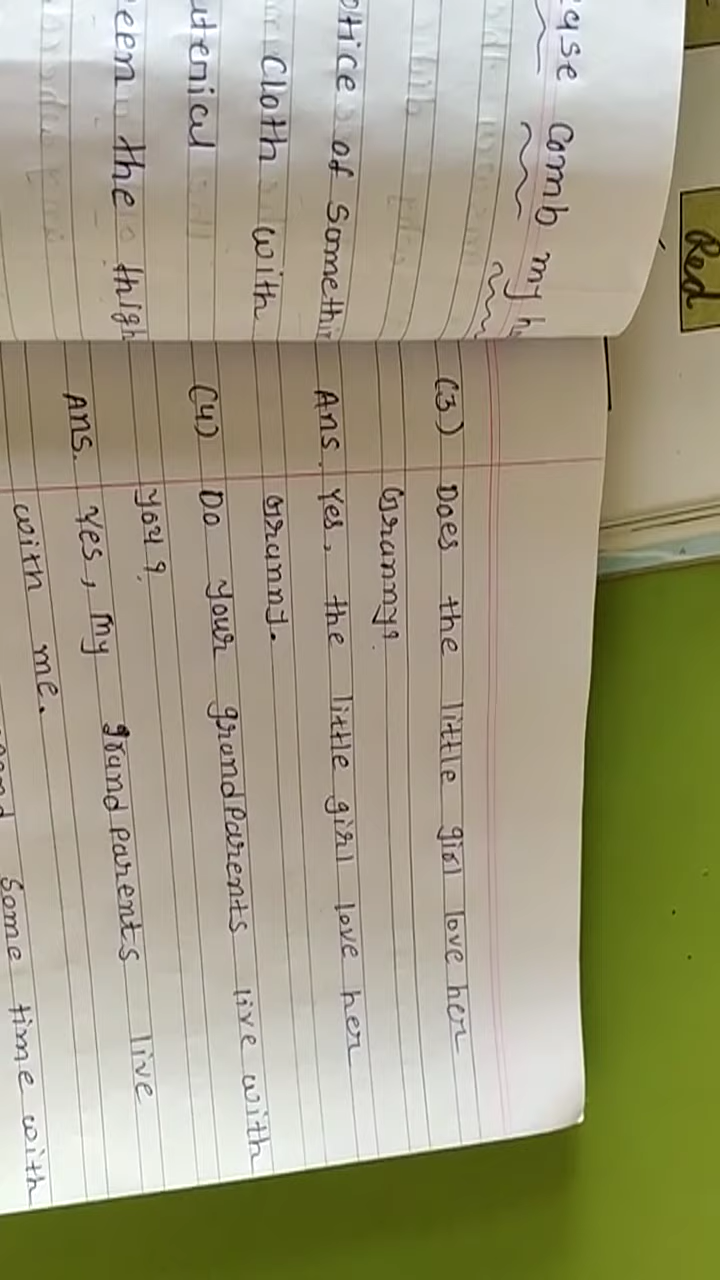 Red
comb my
otice of
cloth with
the
(3) Does the little girl love her
Granny?
Ans. Yes, the little girl love her
Granny.
(4) Do your grandparents live with
you?
Ans. Yes, my grandparents live
with me.
some time with